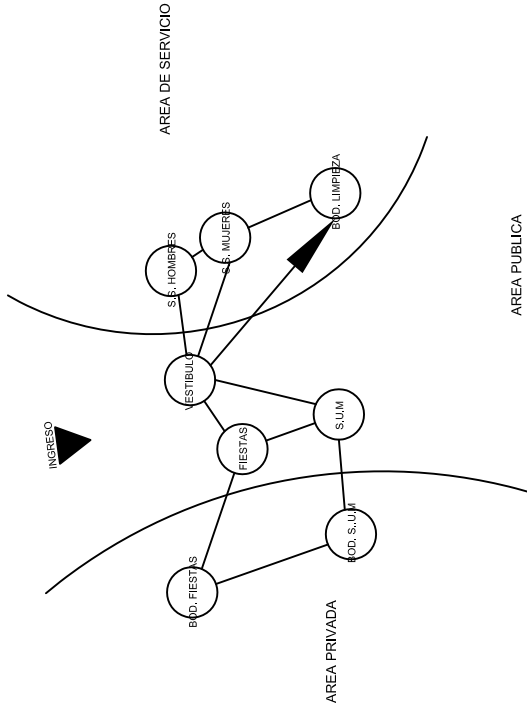 AREA DE SERVICIO
BOD. LIMPIEZA
S.S. MUJERES
S.S. HOMBRES
AREA PUBLICA
VESTIBULO
S.U.M
INGRESO
FIESTAS
BOD. S.U.M
BOD. FIESTAS
AREA PRIVADA